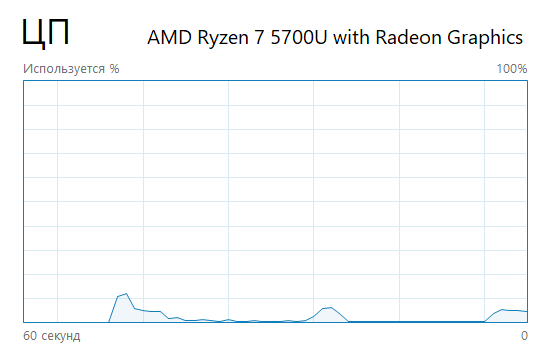 ЦП AMD Ryzen 7 5700U with Radeon Graphics
Используется % 100%
60 секунд 0